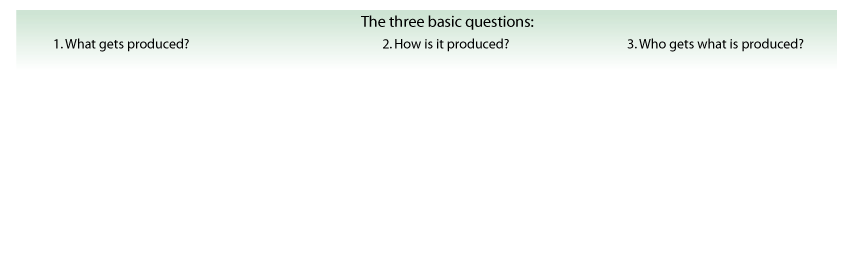 The three basic questions:
1. What gets produced? 2. How is it produced? 3. Who gets what is produced?